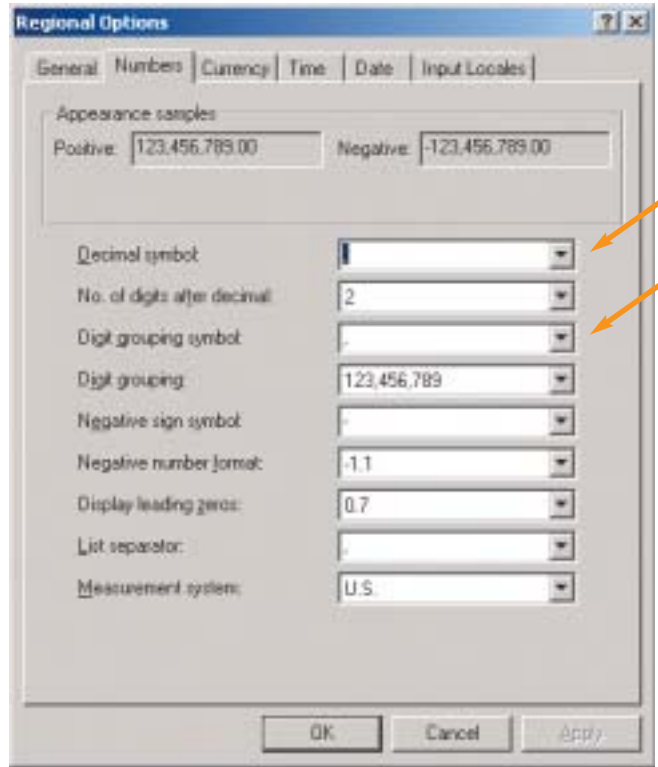 Regional Options
General Numbers Currency Time Date Input Locales
Appearance samples
Positive: 123,456,789.00 Negative: -123,456,789.00
Decimal symbol:
No. of digits after decimal: 2
Digit grouping symbol: ,
Digit grouping: 123,456,789
Negative sign symbol: -
Negative number format: -1.1
Display leading zeros: 0.7
List separator: ,
Measurement system: U.S.
OK Cancel Apply